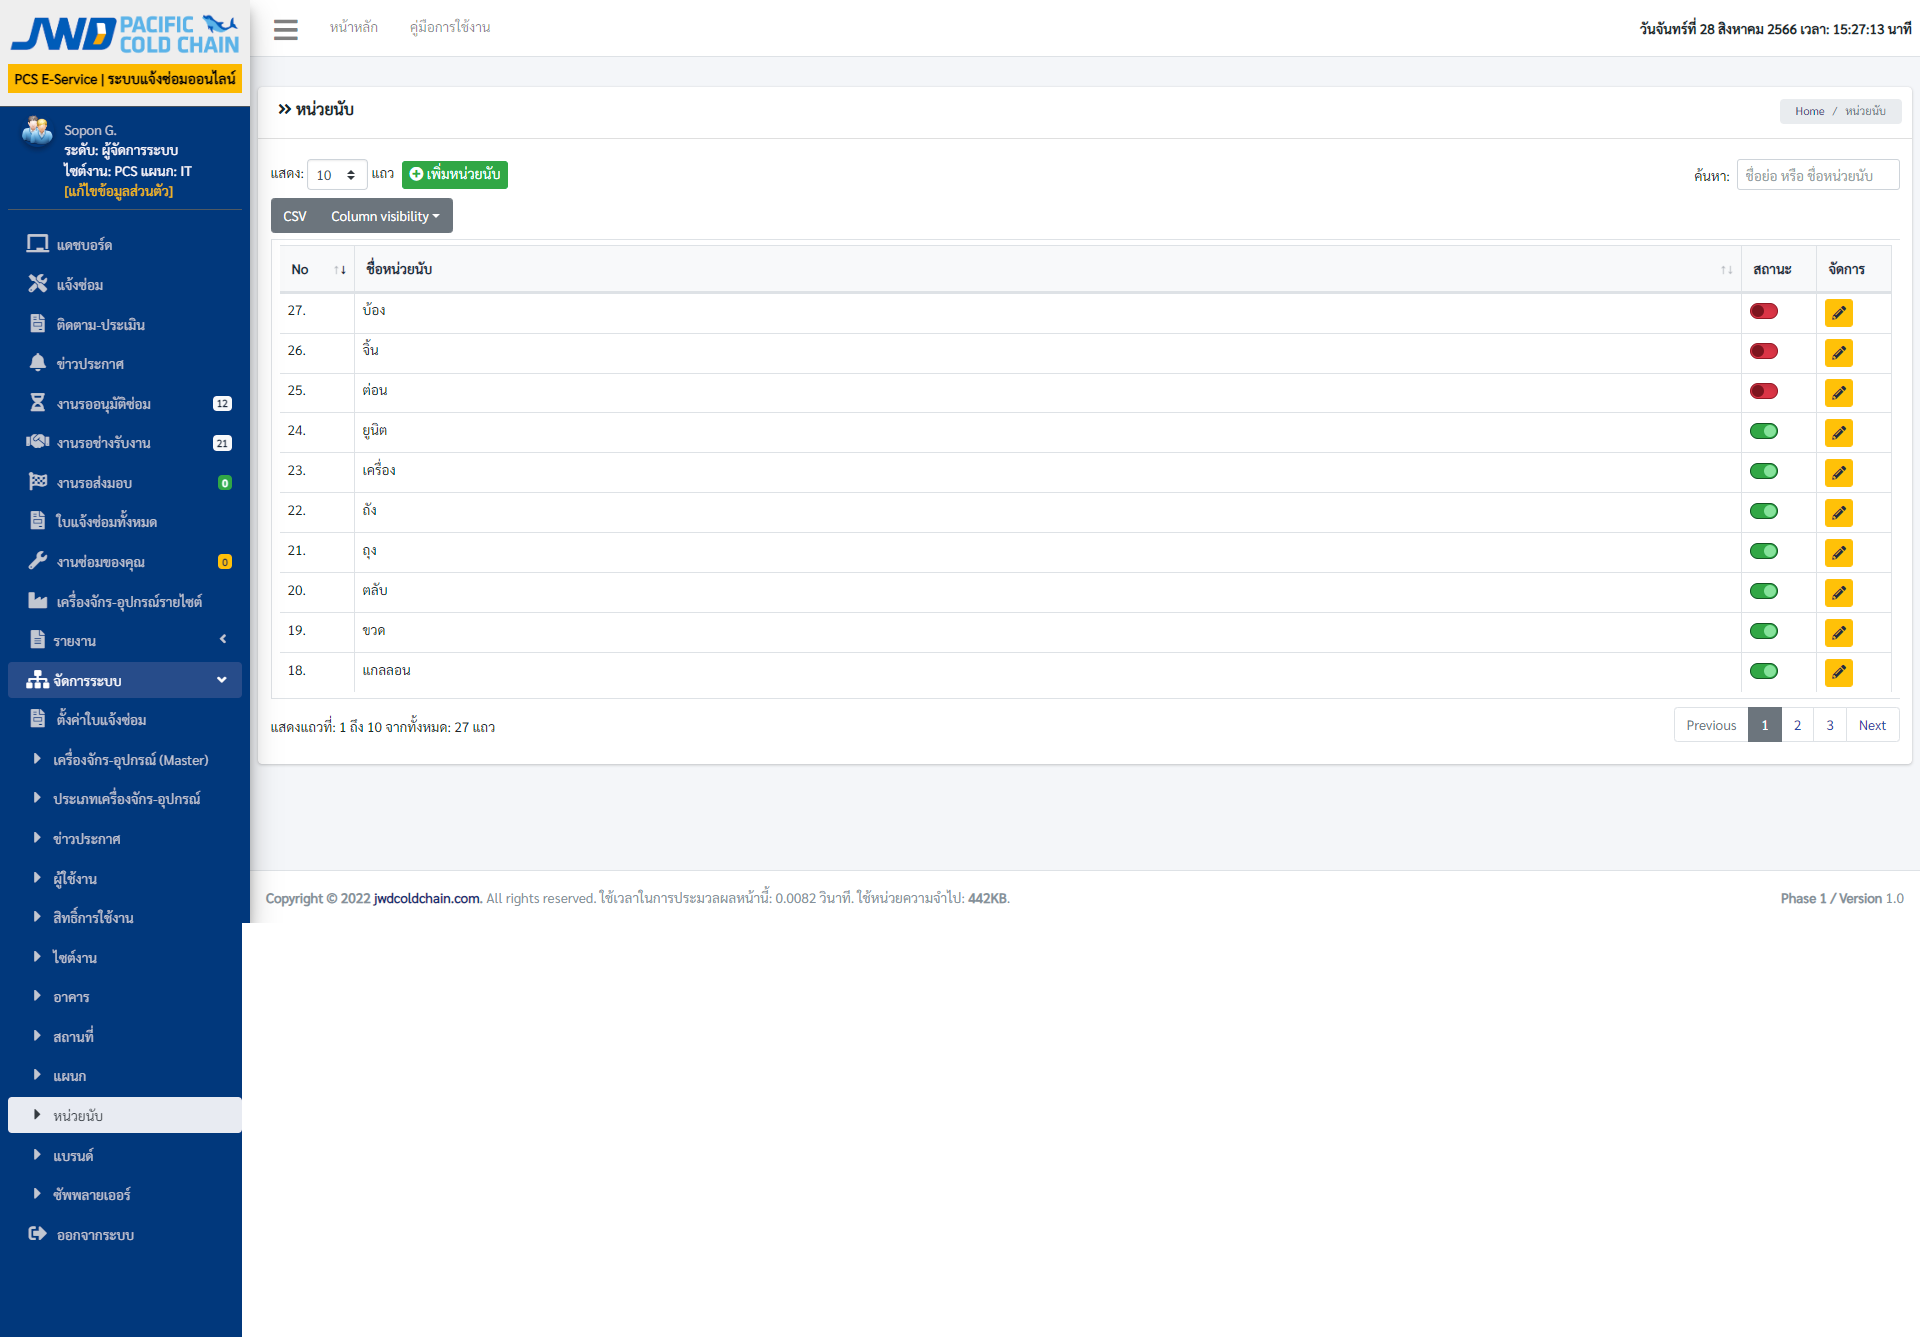 JWD PACIFIC COLD CHAIN
PCS E-Service | ระบบแจ้งซ่อมออนไลน์
Sopon G.
ระดับ: ผู้จัดการระบบ
ไซต์งาน: PCS แผนก: IT
[แก้ไขข้อมูลส่วนตัว]
แดชบอร์ด
แจ้งซ่อม
ติดตาม-ประเมิน
ข่าวประกาศ
งานรออนุมัติซ่อม 12
งานรอช่างรับงาน 21
งานรอส่งมอบ 0
ใบแจ้งซ่อมทั้งหมด
งานซ่อมของคุณ 0
เครื่องจักร-อุปกรณ์รายไซต์
รายงาน
จัดการระบบ
ตั้งค่าใบแจ้งซ่อม
เครื่องจักร-อุปกรณ์ (Master)
ประเภทเครื่องจักร-อุปกรณ์
ข่าวประกาศ
ผู้ใช้งาน
สิทธิ์การใช้งาน
ไซต์งาน
อาคาร
สถานที่
แผนก
หน่วยนับ
แบรนด์
ซัพพลายเออร์
ออกจากระบบ
หน้าหลัก คู่มือการใช้งาน
วันจันทร์ที่ 28 สิงหาคม 2566 เวลา: 15:27:13 นาที
หน่วยนับ
Home / หน่วยนับ
แสดง: 10 แถว เพิ่มหน่วยนับ
ค้นหา: ชื่อย่อ หรือ ชื่อหน่วยนับ
CSV Column visibility
No ชื่อหน่วยนับ สถานะ จัดการ
27. บ้อง
26. จิ้น
25. ต่อน
24. ยูนิต
23. เครื่อง
22. ถัง
21. ถุง
20. ตลับ
19. ขวด
18. แกลลอน
แสดงแถวที่: 1 ถึง 10 จากทั้งหมด: 27 แถว
Previous 1 2 3 Next
Copyright © 2022 jwdcoldchain.com. All rights reserved. ใช้เวลาในการประมวลผลหน้านี้: 0.0082 วินาที. ใช้หน่วยความจำไป: 442KB.
Phase 1 / Version 1.0